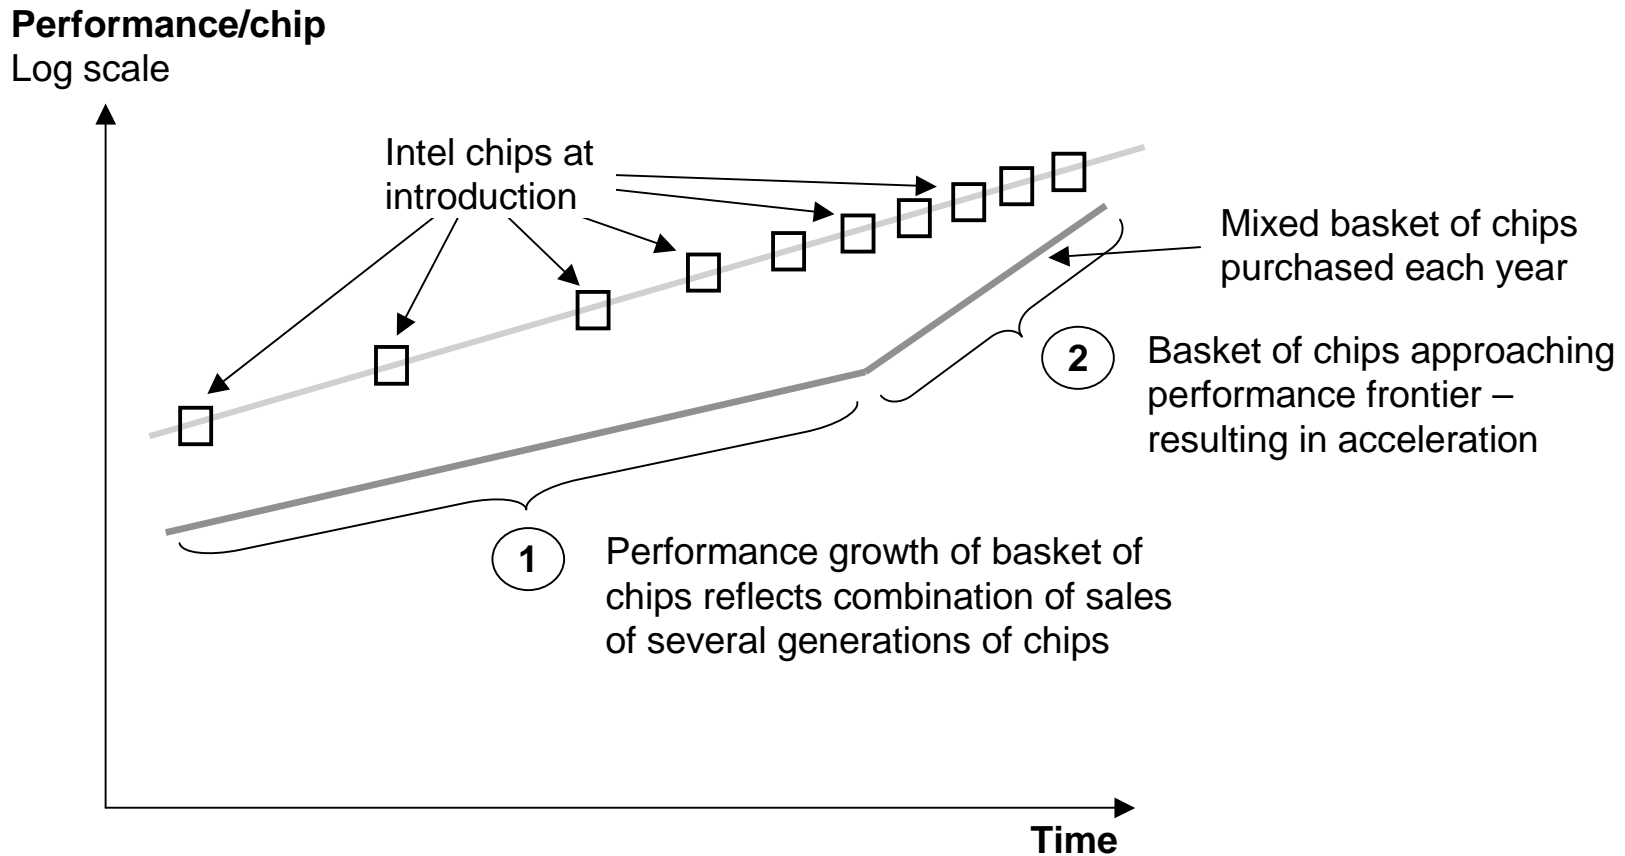 Performance/chip
Log scale
Intel chips at
introduction
Mixed basket of chips
purchased each year
2
Basket of chips approaching
performance frontier –
resulting in acceleration
1
Performance growth of basket of
chips reflects combination of sales
of several generations of chips
Time